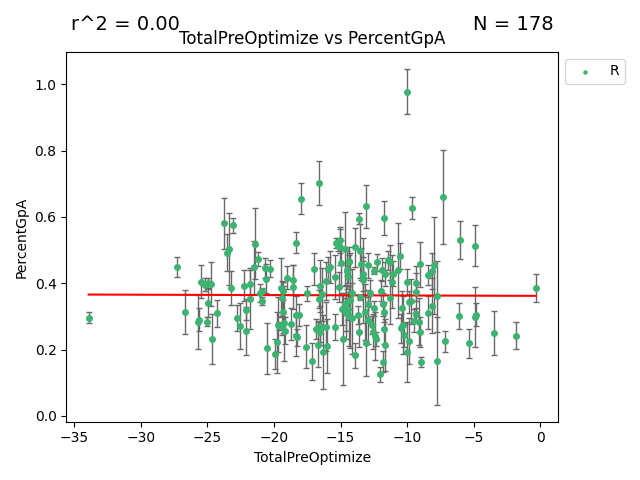 r^2 = 0.00
N = 178
TotalPreOptimize vs PercentGpA
R
1.0
0.8
0.6
0.4
0.2
0.0
PercentGpA
−35 −30 −25 −20 −15 −10 −5 0
TotalPreOptimize